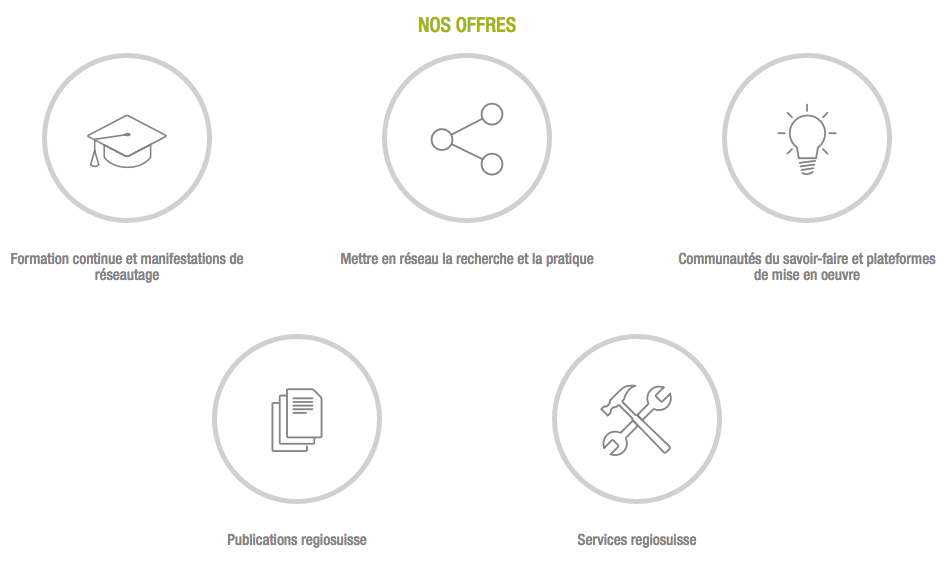 NOS OFFRES
Formation continue et manifestations de
réseautage
Mettre en réseau la recherche et la pratique
Communautés du savoir-faire et plateformes
de mise en oeuvre
Publications regiosuisse
Services regiosuisse